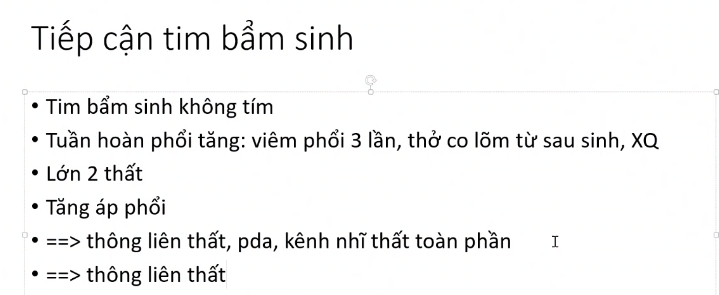 Tiếp cận tim bẩm sinh
• Tim bẩm sinh không tím
• Tuần hoàn phổi tăng: viêm phổi 3 lần, thở co lõm từ sau sinh, XQ
• Lớn 2 thất
• Tăng áp phổi
• ==> thông liên thất, pda, kênh nhĩ thất toàn phần
• ==> thông liên thất